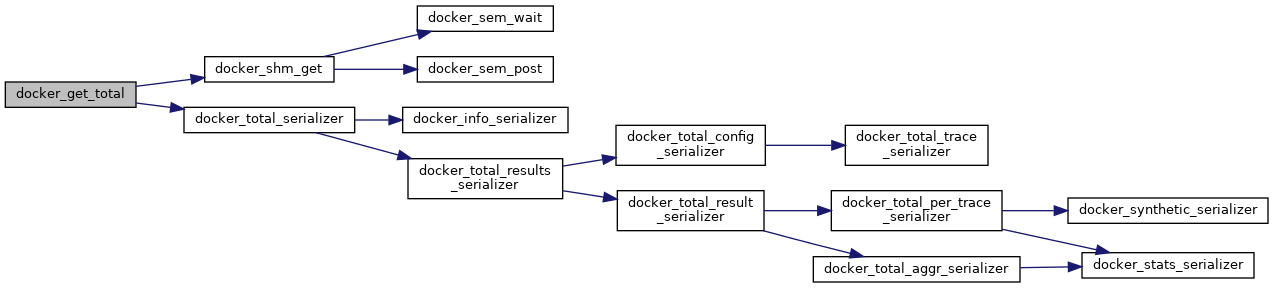 docker_sem_wait
docker_shm_get
docker_sem_post
docker_get_total
docker_total_serializer
docker_info_serializer
docker_total_config
_serializer
docker_total_trace
_serializer
docker_total_results
_serializer
docker_total_result
_serializer
docker_total_per_trace
_serializer
docker_synthetic_serializer
docker_total_aggr_serializer
docker_stats_serializer